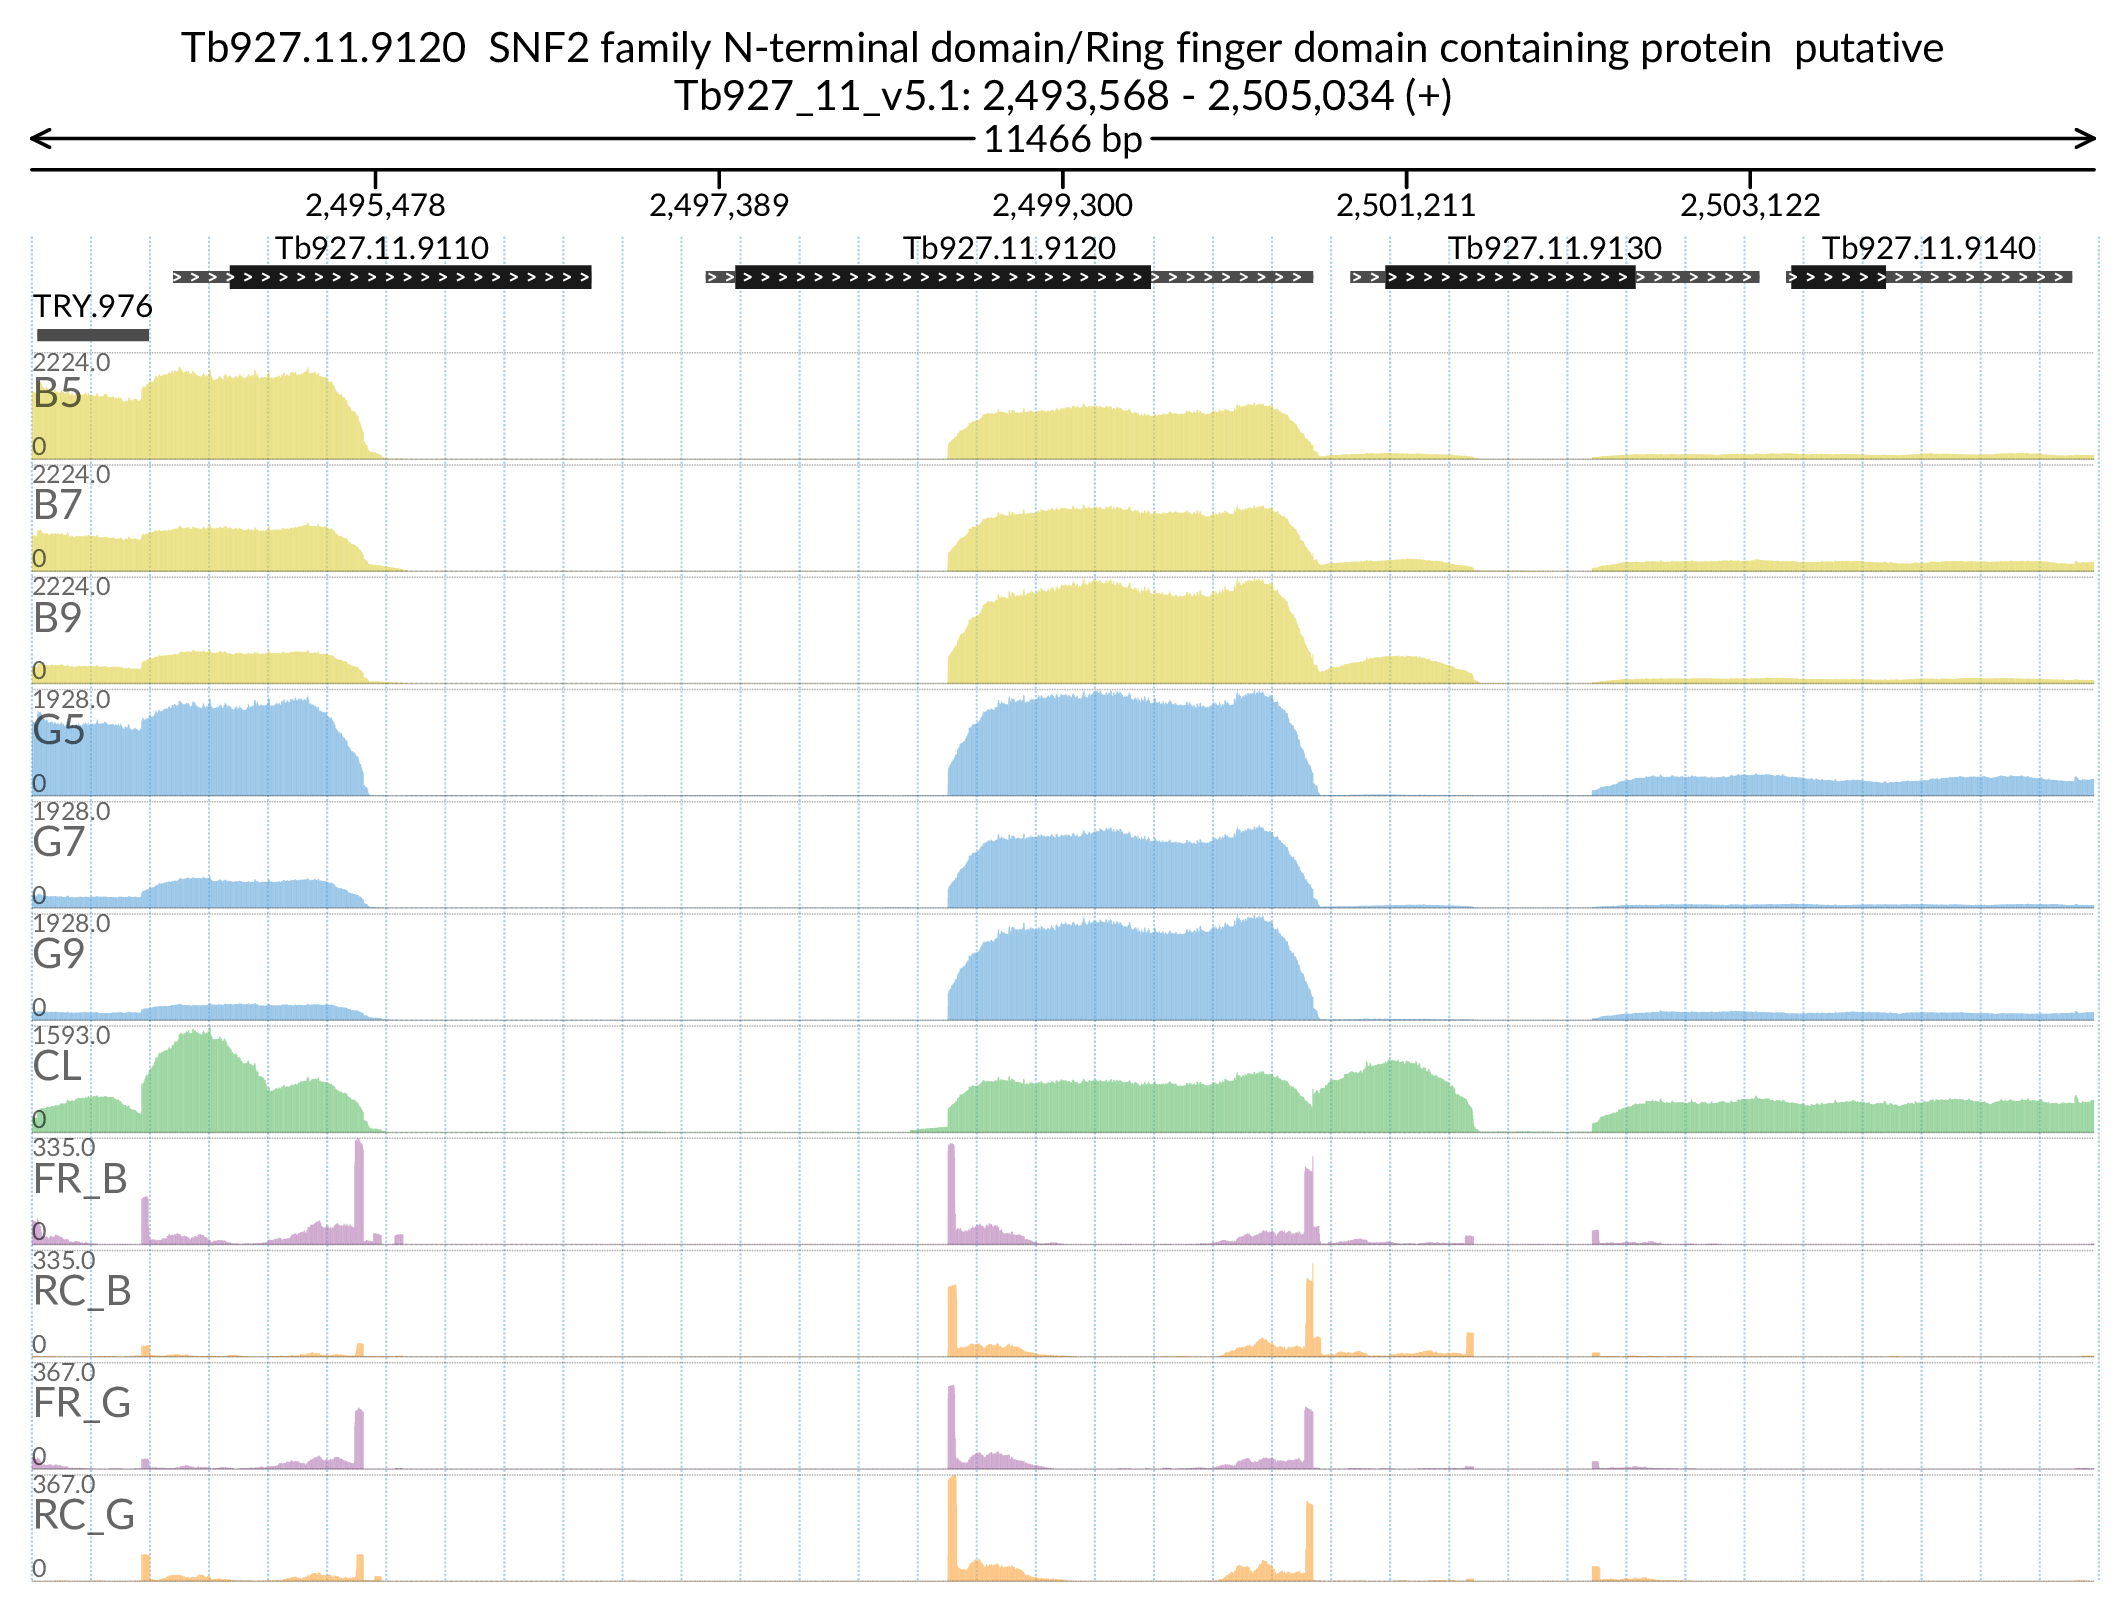 Tb927.11.9120  SNF2 family N-terminal domain/Ring finger domain containing protein  putative
Tb927_11_v5.1: 2,493,568 - 2,505,034 (+)
11466 bp
2,495,478 2,497,389 2,499,300 2,501,211 2,503,122
Tb927.11.9110 Tb927.11.9120 Tb927.11.9130 Tb927.11.9140
TRY.976
2224.0
B5
0
2224.0
B7
0
2224.0
B9
0
1928.0
G5
0
1928.0
G7
0
1928.0
G9
0
1593.0
CL
0
335.0
FR_B
0
335.0
RC_B
0
367.0
FR_G
0
367.0
RC_G
0